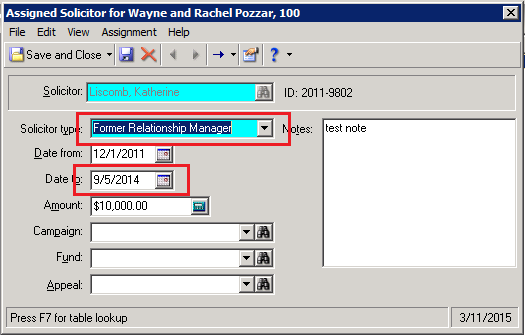 Assigned Solicitor for Wayne and Rachel Pozzar, 100
File Edit View Assignment Help
Save and Close
Solicitor: Liscomb, Katherine ID: 2011-9802
Solicitor type: Former Relationship Manager Notes: test note
Date from: 12/1/2011
Date to: 9/5/2014
Amount: $10,000.00
Campaign:
Fund:
Appeal:
Press F7 for table lookup 3/11/2015